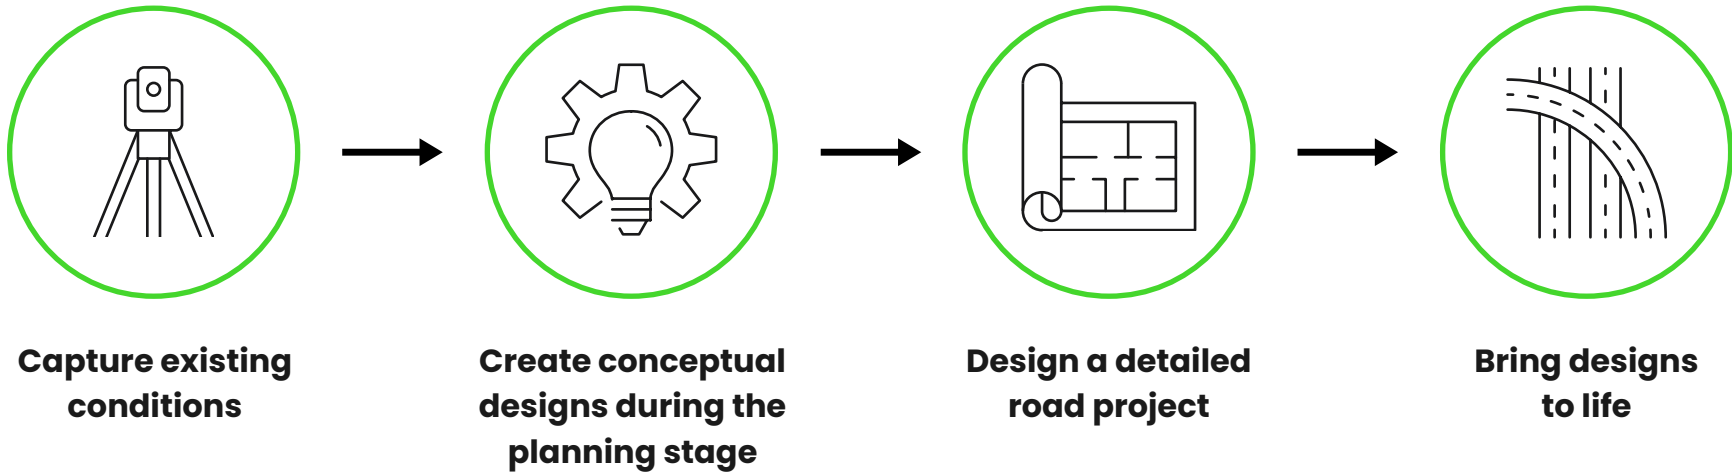 Capture existing
conditions
Create conceptual
designs during the
planning stage
Design a detailed
road project
Bring designs
to life